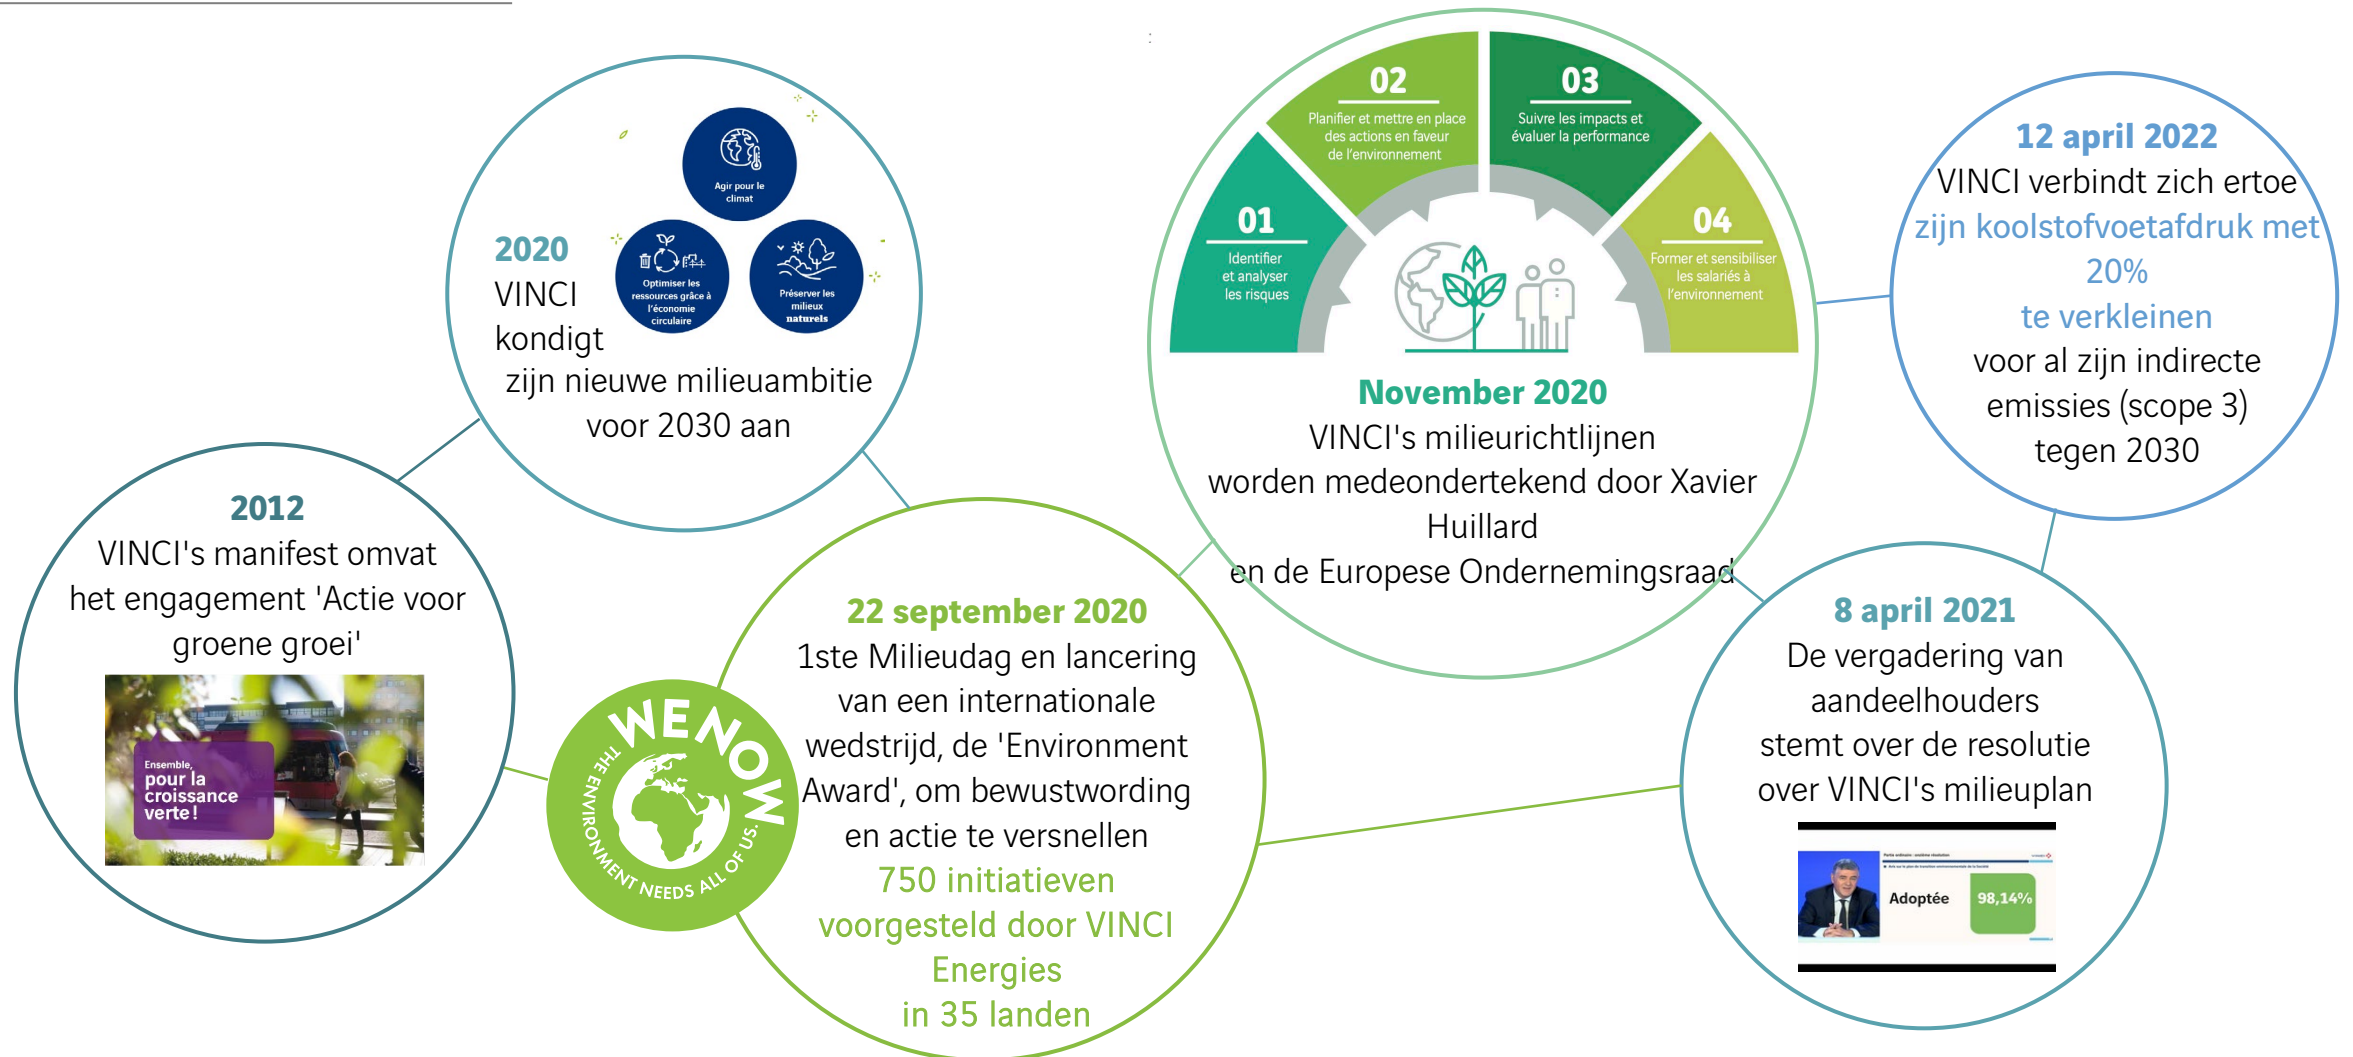 2012
VINCI's manifest omvat
het engagement 'Actie voor
groene groei'
Ensemble,
pour la
croissance
verte !
2020
VINCI
kondigt
zijn nieuwe milieuambitie
voor 2030 aan
Agir pour le
climat
Optimiser les
ressources grâce à
l'économie
circulaire
Préserver les
milieux
naturels
WE NOW
THE ENVIRONMENT NEEDS ALL OF US.
22 september 2020
1ste Milieudag en lancering
van een internationale
wedstrijd, de 'Environment
Award', om bewustwording
en actie te versnellen
750 initiatieven
voorgesteld door VINCI
Energies
in 35 landen
:
01
Identifier
et analyser
les risques
02
Planifier et mettre en place
des actions en faveur
de l'environnement
03
Suivre les impacts et
évaluer la performance
04
Former et sensibiliser
les salariés à
l'environnement
November 2020
VINCI's milieurichtlijnen
worden medeondertekend door Xavier
Huillard
en de Europese Ondernemingsraad
8 april 2021
De vergadering van
aandeelhouders
stemt over de resolutie
over VINCI's milieuplan
Adoptée
98,14%
12 april 2022
VINCI verbindt zich ertoe
zijn koolstofvoetafdruk met
20%
te verkleinen
voor al zijn indirecte
emissies (scope 3)
tegen 2030